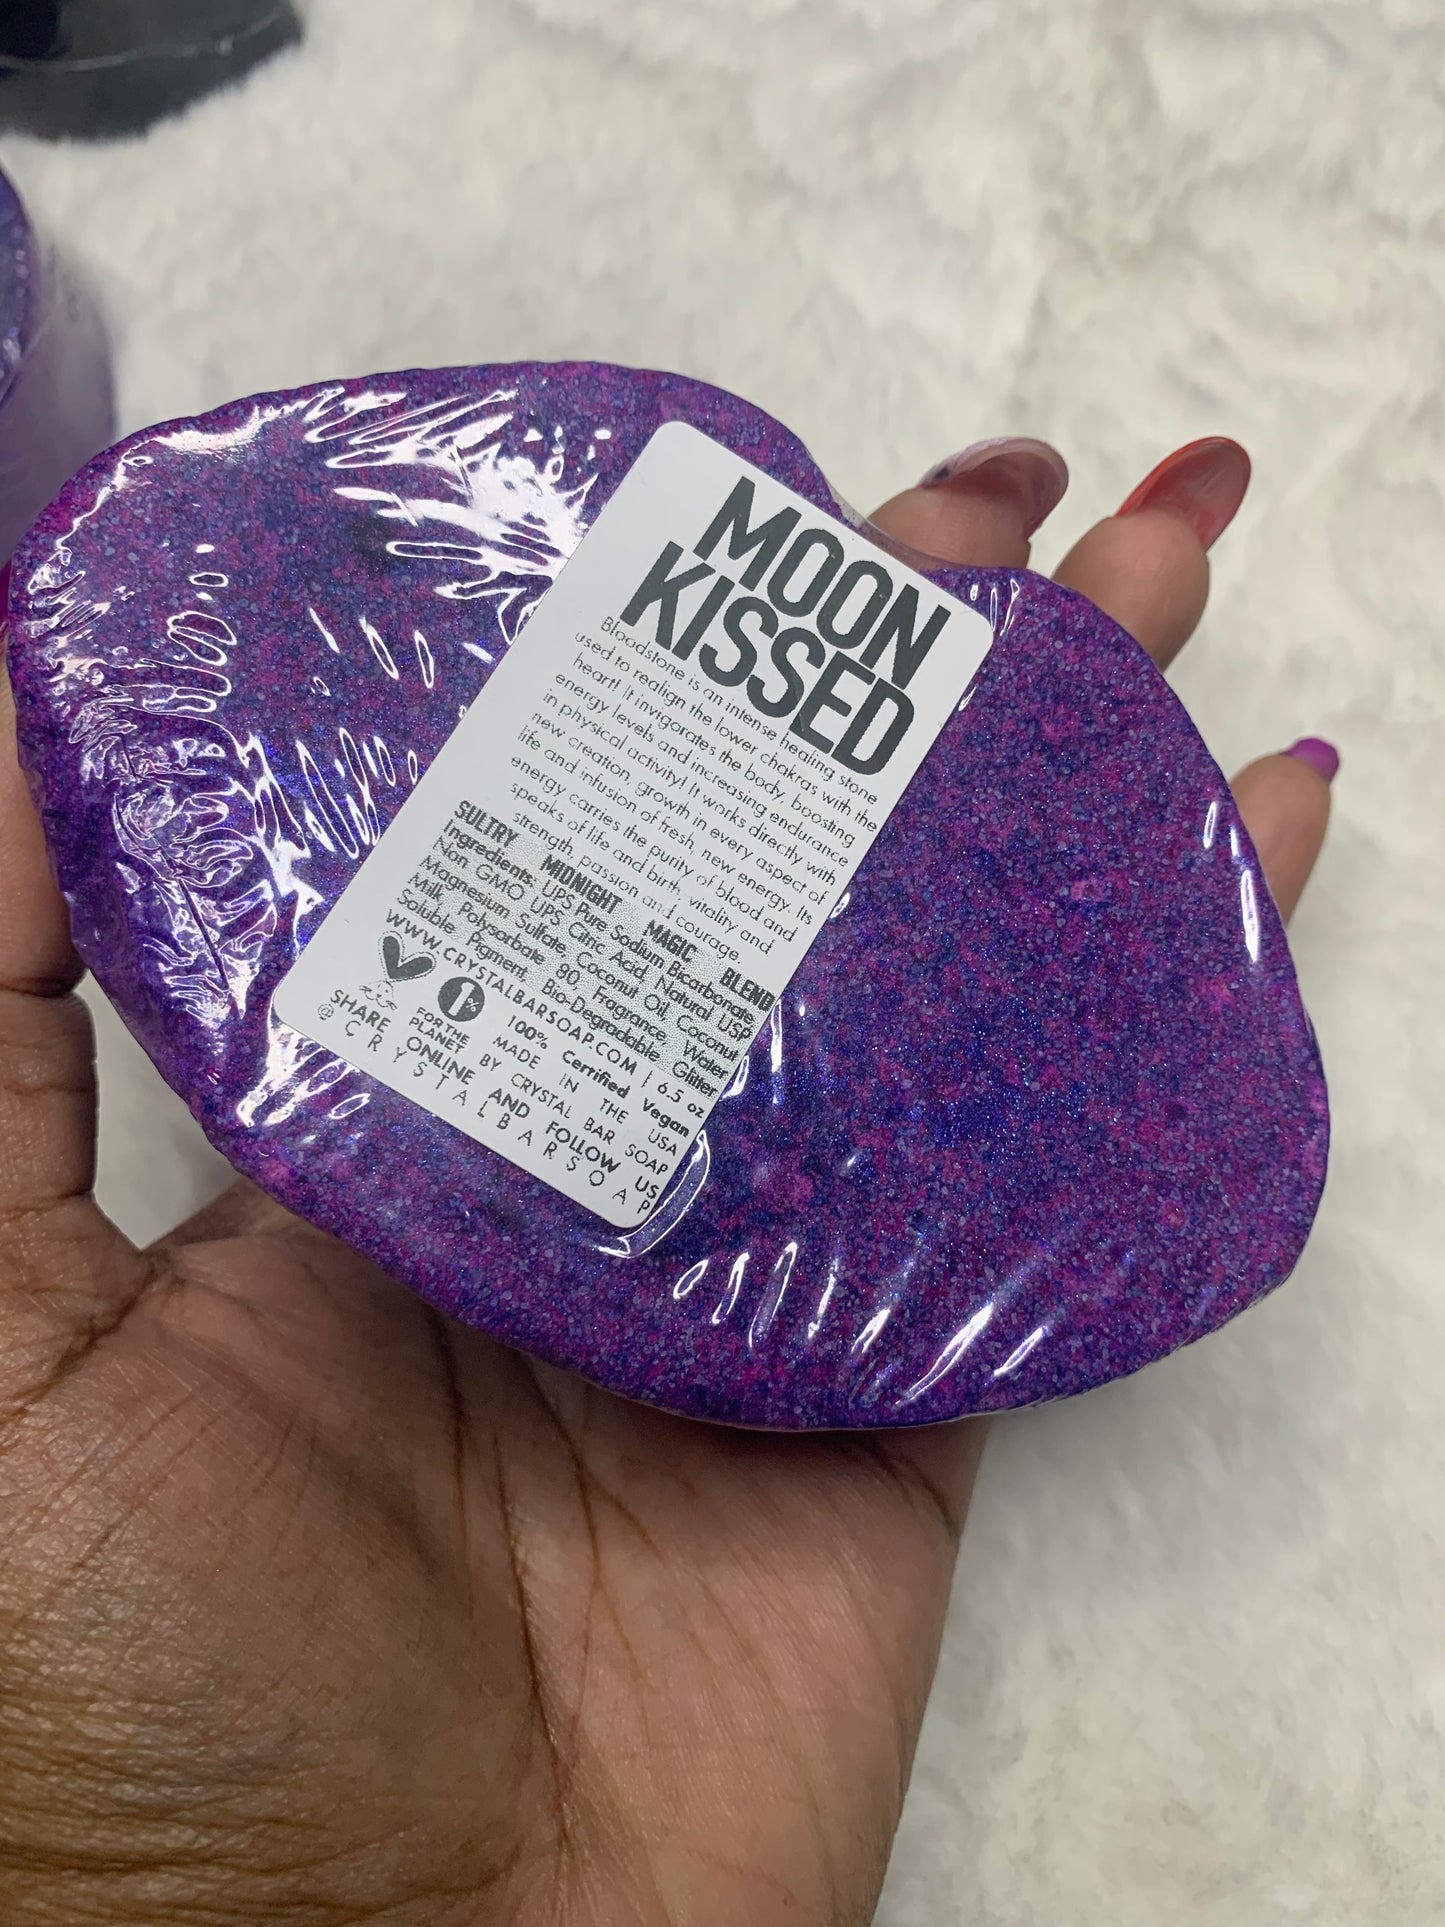 MOON
KISSED
Bloodstone is an intense healing stone
used to realign the lower chakras with the
heart! It invigorates the body, boosting
energy levels and increasing endurance
in physical activity! It works directly with
new creation, growth in every aspect of
life and infusion of fresh, new energy. Its
energy carries the purity of blood and
speaks of life and birth, vitality and
strength, passion and courage.
SULTRY MIDNIGHT MAGIC BLEND
Ingredients. UPS Pure Sodium Bicarbonate,
Non GMO UPS Citric Acid, Natural USP
Magnesium Sulfate, Coconut Oil, Coconut
Milk, Polysorbate 80, Fragrance, Water
Soluble Pigment, Bio-Degradable Glitter
WWW.CRYSTALBARSOAP.COM | 6.5 oz
100% Certified Vegan
1%
FOR THE
PLANET
MADE IN THE USA
BY CRYSTAL BAR SOAP
SHARE ONLINE AND FOLLOW US
@CRYSTALBARSOAP